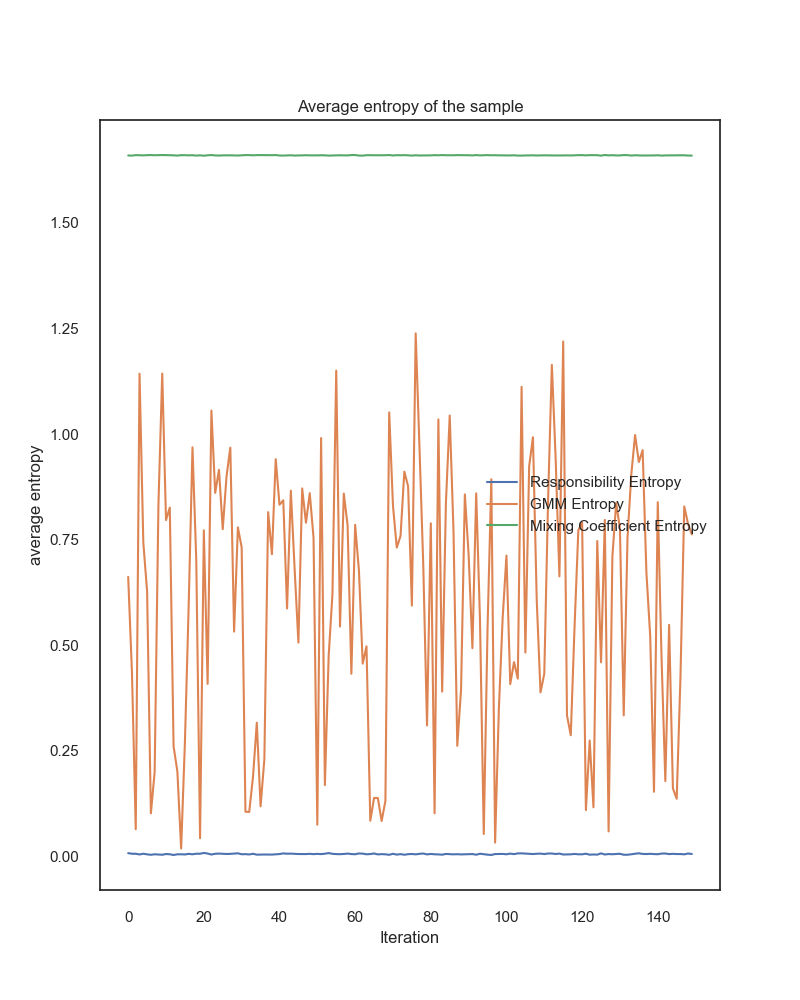 Average entropy of the sample
1.50
1.25
1.00
0.75
0.50
0.25
0.00
average entropy
Responsibility Entropy
GMM Entropy
Mixing Coefficient Entropy
0 20 40 60 80 100 120 140
Iteration